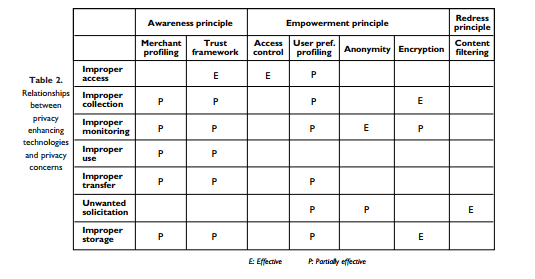 Awareness principle Empowerment principle Redress principle
Merchant profiling Trust framework Access control User pref. profiling Anonymity Encryption Content filtering
Table 2.
Relationships
between
privacy
enhancing
technologies
and privacy
concerns
Improper access E E P
Improper collection P P P E
Improper monitoring P P P E P
Improper use P P
Improper transfer P P P
Unwanted solicitation P P E
Improper storage P P P E
E: Effective P: Partially effective